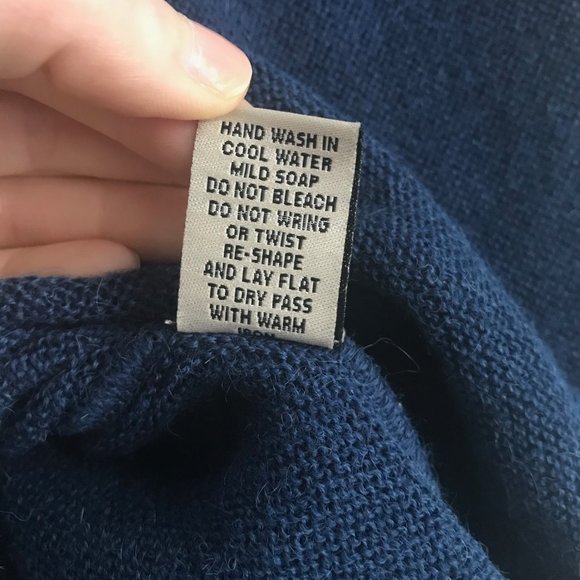 HAND WASH IN
COOL WATER
MILD SOAP
DO NOT BLEACH
DO NOT WRING
OR TWIST
RE-SHAPE
AND LAY FLAT
TO DRY PASS
WITH WARM